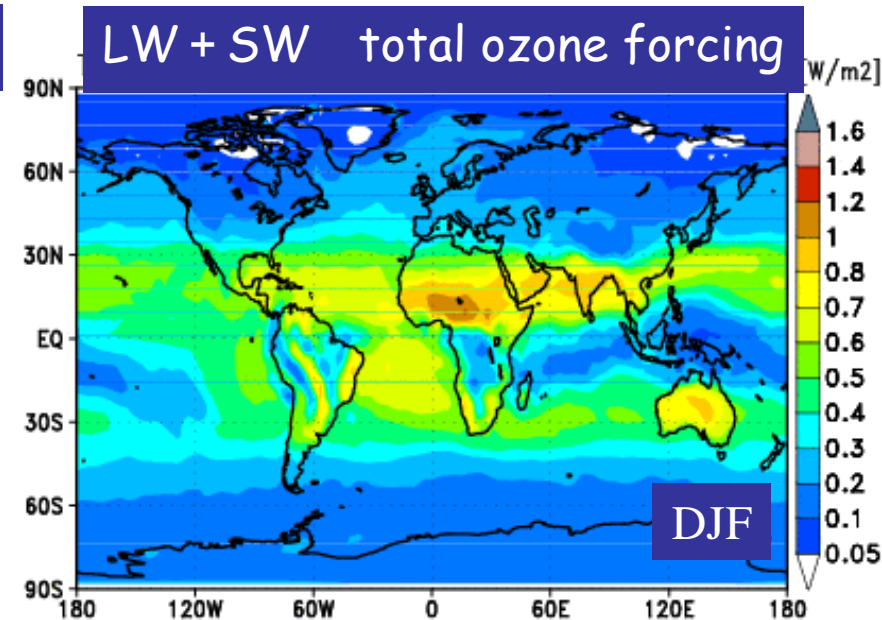 LW + SW total ozone forcing
[W/m2]
90N
60N
30N
EQ
30S
60S
90S
180
120W
60W
0
60E
120E
180
1.6
1.4
1.2
1
0.8
0.7
0.6
0.5
0.4
0.3
0.2
0.1
0.05
DJF